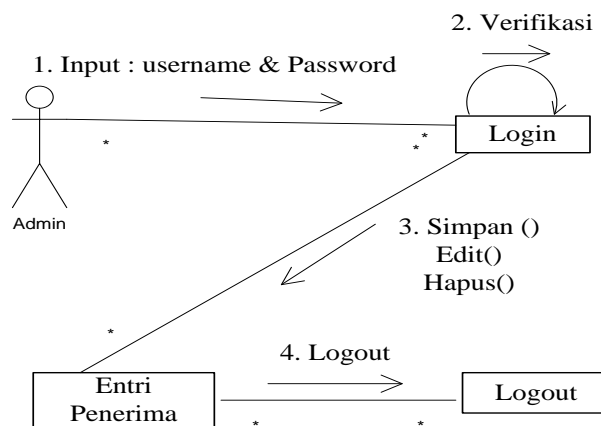 2. Verifikasi
1. Input : username & Password
Login
*
*
*
Admin
3. Simpan ()
Edit()
Hapus()
*
4. Logout
Entri
Penerima
Logout
*
*